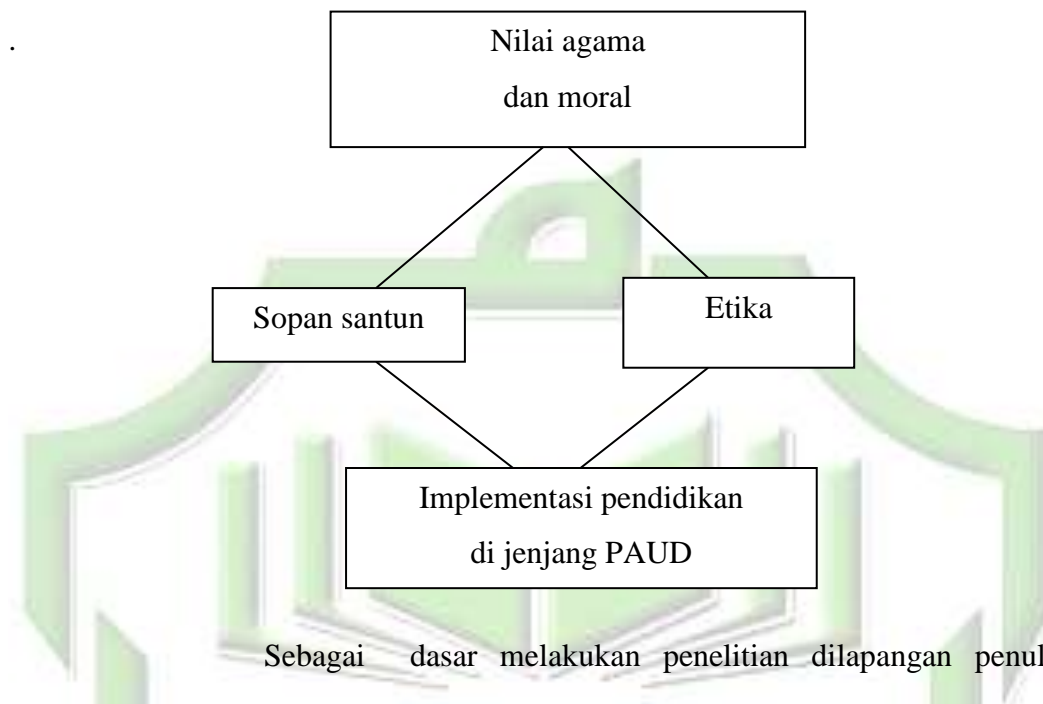 .
Nilai agama
dan moral
Sopan santun
Etika
Implementasi pendidikan
di jenjang PAUD
Sebagai dasar melakukan penelitian dilapangan